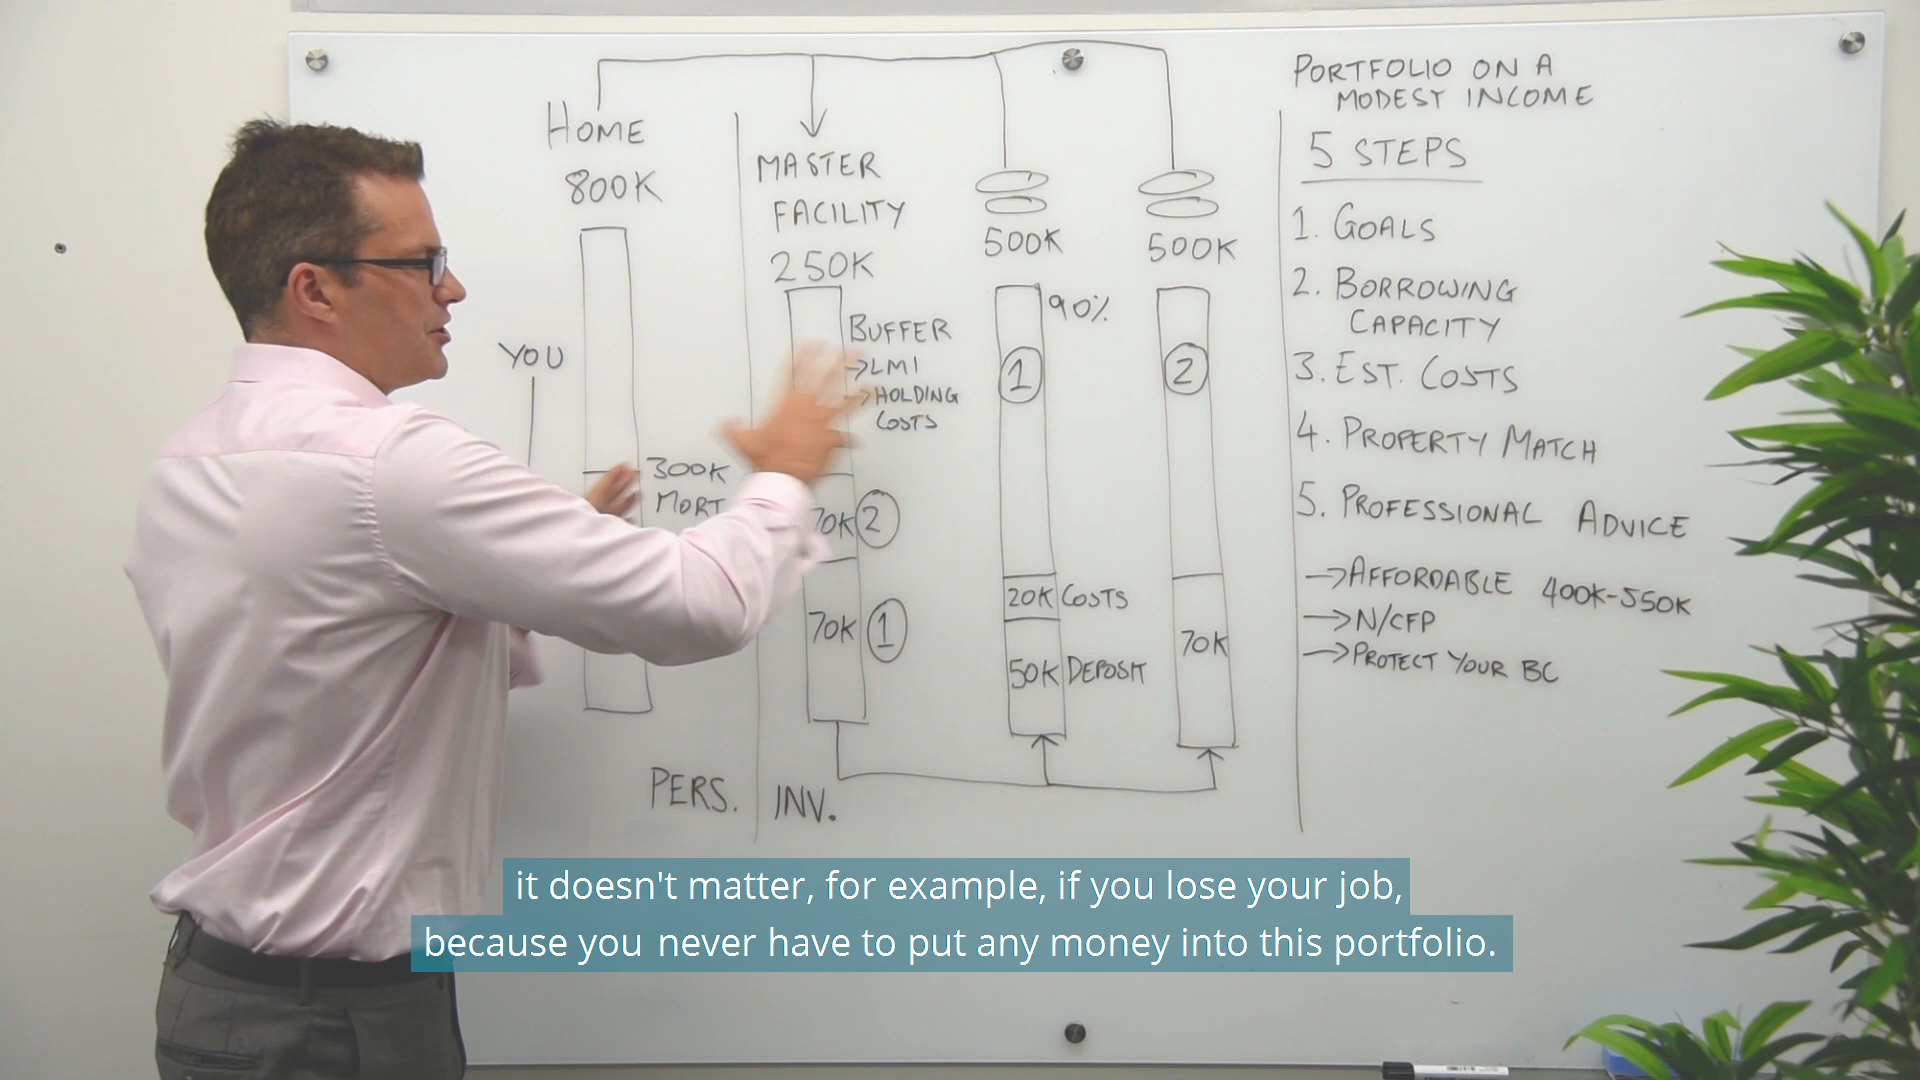 HOME
800K
YOU
300K
MORT
PERS.
MASTER
FACILITY
250K
BUFFER
→LMI
→HOLDING
COSTS
70K 2
70K 1
INV.
500K
90%
1
20K COSTS
50K DEPOSIT
500K
2
70K
PORTFOLIO ON A
MODEST INCOME
5 STEPS
1. GOALS
2. BORROWING
CAPACITY
3. EST. COSTS
4. PROPERTY MATCH
5. PROFESSIONAL ADVICE
→AFFORDABLE 400K-550K
→N/CFP
→PROTECT YOUR BC
it doesn't matter, for example, if you lose your job,
because you never have to put any money into this portfolio.